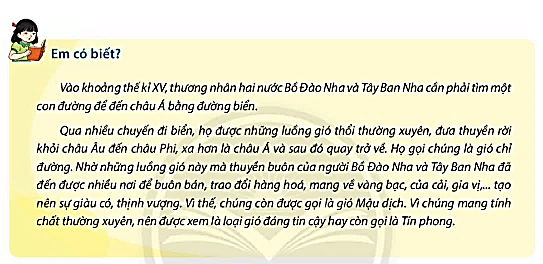 Em có biết?
Vào khoảng thế kỉ XV, thương nhân hai nước Bồ Đào Nha và Tây Ban Nha cần phải tìm một
con đường để đến châu Á bằng đường biển.
Qua nhiều chuyến đi biển, họ được những luồng gió thổi thường xuyên, đưa thuyền rời
khỏi châu Âu đến châu Phi, xa hơn là châu Á và sau đó quay trở về. Họ gọi chúng là gió chỉ
đường. Nhờ những luồng gió này mà thuyền buôn của người Bồ Đào Nha và Tây Ban Nha đã
đến được nhiều nơi để buôn bán, trao đổi hàng hoá, mang về vàng bạc, của cải, gia vị,... tạo
nên sự giàu có, thịnh vượng. Vì thế, chúng còn được gọi là gió Mậu dịch. Vì chúng mang tính
chất thường xuyên, nên được xem là loại gió đáng tin cậy hay còn gọi là Tín phong.